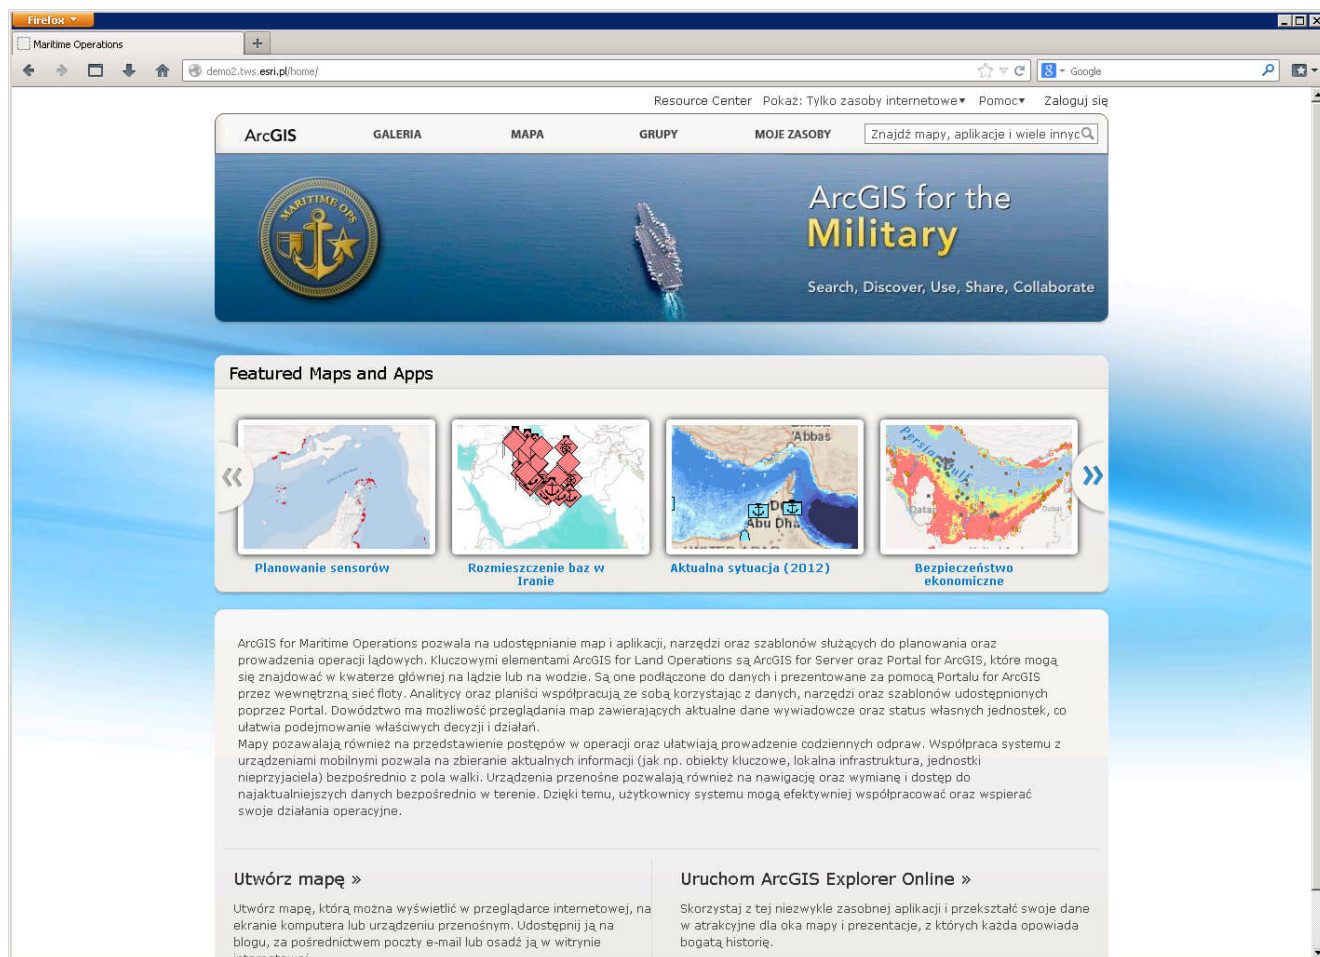 Firefox
Maritime Operations
demo2.tws.esri.pl/home/
Google
Resource Center Pokaż: Tylko zasoby internetowe Pomoc Zaloguj się
ArcGIS GALERIA MAPA GRUPY MOJE ZASOBY Znajdź mapy, aplikacje i wiele innyc
MARITIME OPS
ArcGIS for the
Military
Search, Discover, Use, Share, Collaborate
Featured Maps and Apps
'Abbas
Abu Dha
Persian Gulf
Qatar
Dubai
Planowanie sensorów
Rozmieszczenie baz w
Iranie
Aktualna sytuacja (2012)
Bezpieczeństwo
ekonomiczne
ArcGIS for Maritime Operations pozwala na udostępnianie map i aplikacji, narzędzi oraz szablonów służących do planowania oraz
prowadzenia operacji lądowych. Kluczowymi elementami ArcGIS for Land Operations są ArcGIS for Server oraz Portal for ArcGIS, które mogą
się znajdować w kwaterze głównej na lądzie lub na wodzie. Są one podłączone do danych i prezentowane za pomocą Portalu for ArcGIS
przez wewnętrzną sieć floty. Analitycy oraz planiści współpracują ze sobą korzystając z danych, narzędzi oraz szablonów udostępnionych
poprzez Portal. Dowództwo ma możliwość przeglądania map zawierających aktualne dane wywiadowcze oraz status własnych jednostek, co
ułatwia podejmowanie właściwych decyzji i działań.
Mapy pozawalają również na przedstawienie postępów w operacji oraz ułatwiają prowadzenie codziennych odpraw. Współpraca systemu z
urządzeniami mobilnymi pozwala na zbieranie aktualnych informacji (jak np. obiekty kluczowe, lokalna infrastruktura, jednostki
nieprzyjaciela) bezpośrednio z pola walki. Urządzenia przenośne pozwalają również na nawigację oraz wymianę i dostęp do
najaktualniejszych danych bezpośrednio w terenie. Dzięki temu, użytkownicy systemu mogą efektywniej współpracować oraz wspierać
swoje działania operacyjne.
Utwórz mapę »
Utwórz mapę, którą można wyświetlić w przeglądarce internetowej, na
ekranie komputera lub urządzeniu przenośnym. Udostępnij ją na
blogu, za pośrednictwem poczty e-mail lub osadź ją w witrynie
Uruchom ArcGIS Explorer Online »
Skorzystaj z tej niezwykle zasobnej aplikacji i przekształć swoje dane
w atrakcyjne dla oka mapy i prezentacje, z których każda opowiada
bogatą historię.